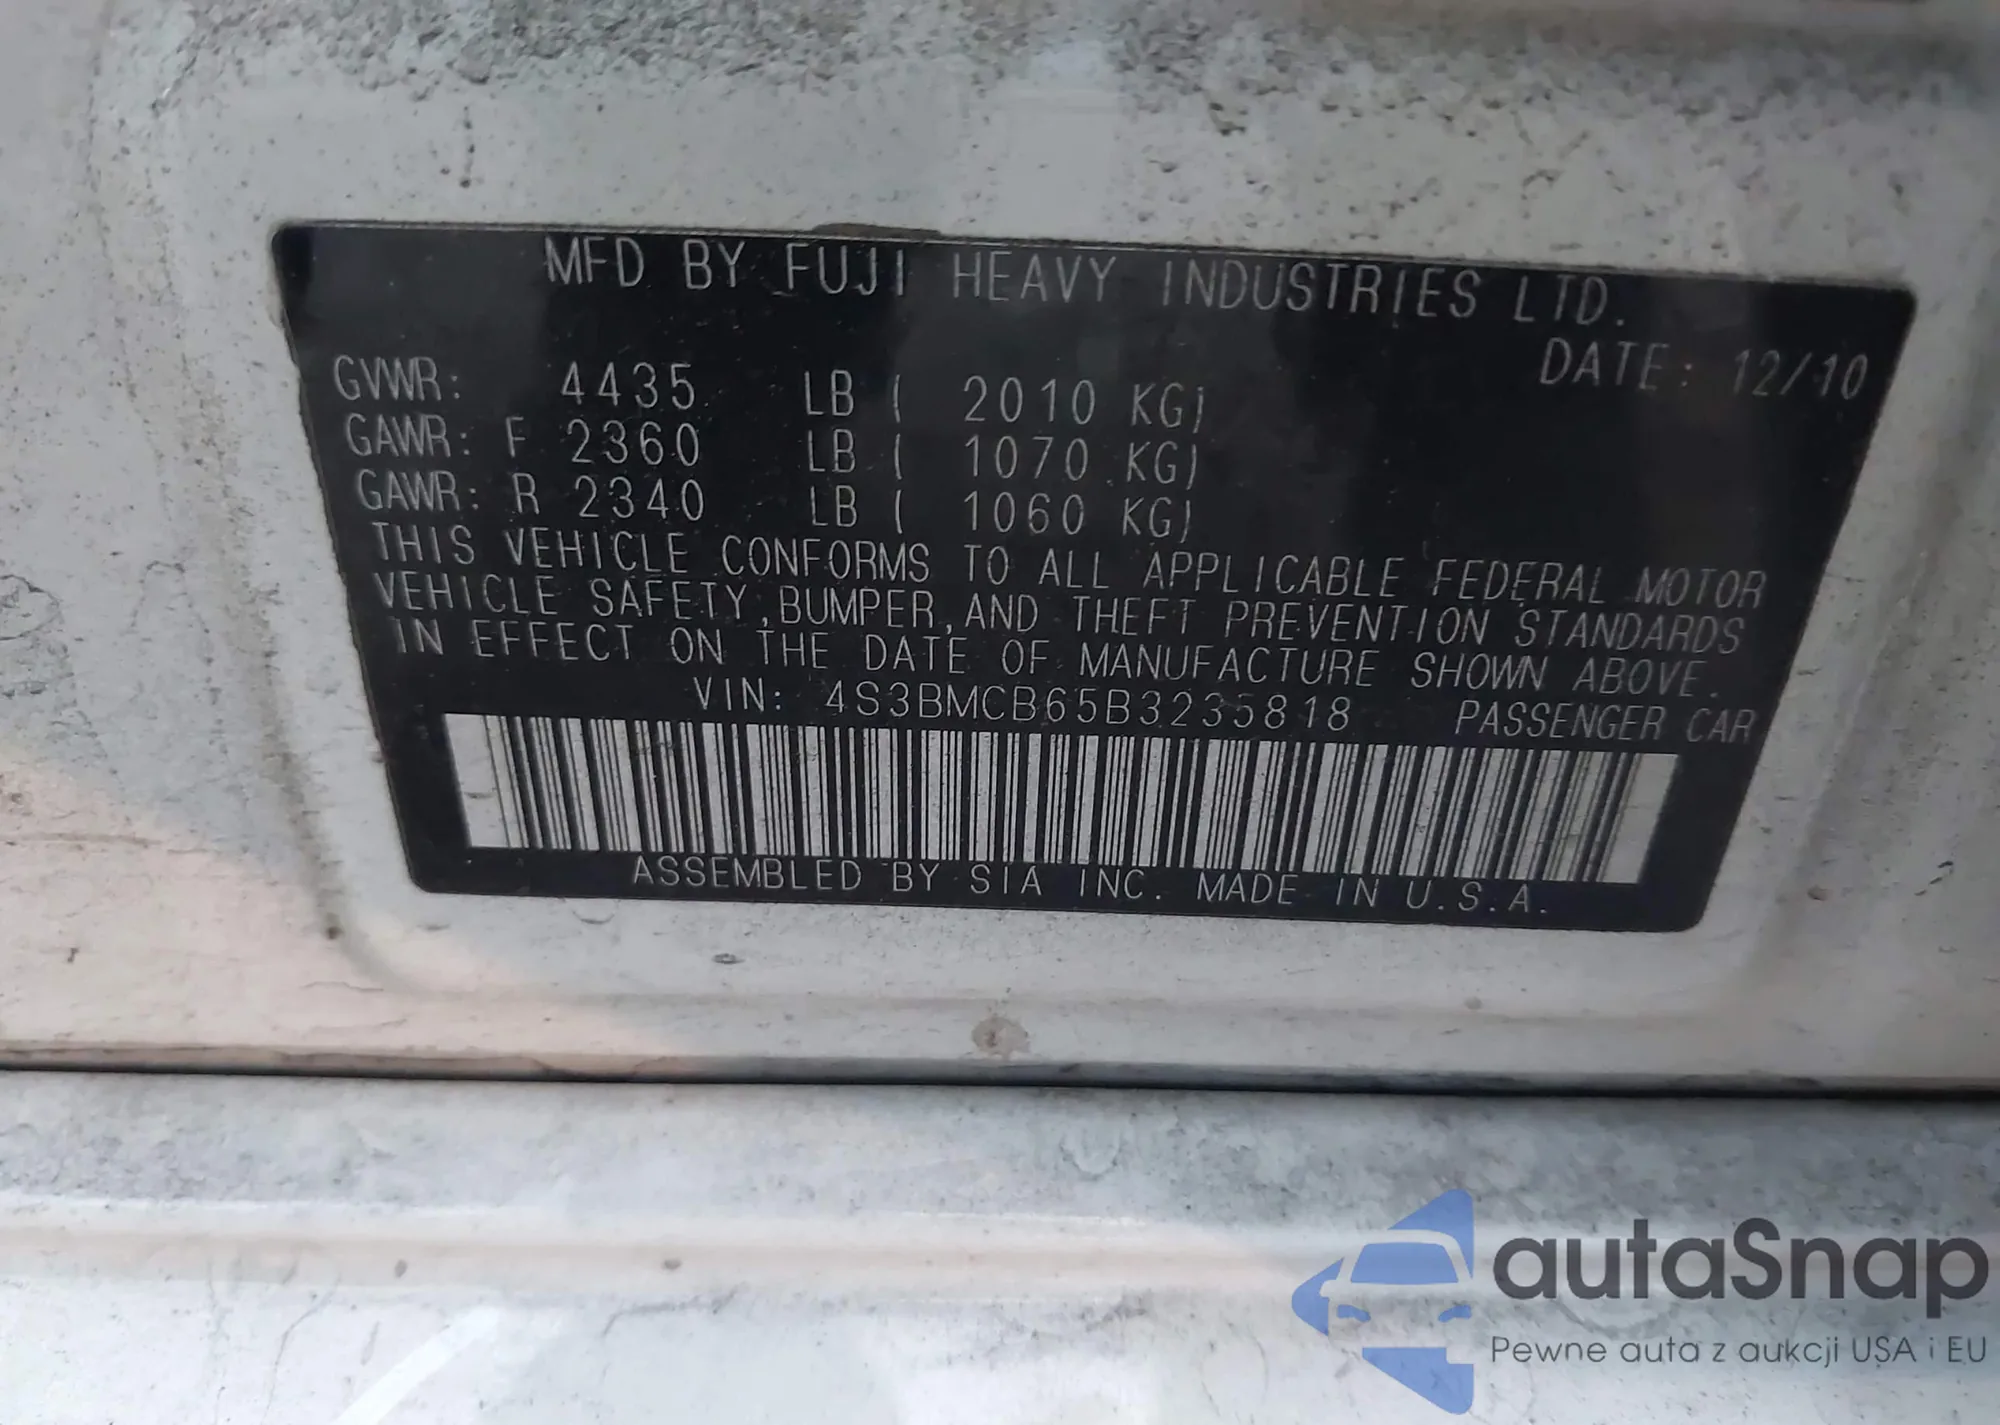 MFD BY FUJI HEAVY INDUSTRIES LTD.
DATE: 12/10
GVWR: 4435 LB ( 2010 KG)
GAWR: F 2360 LB ( 1070 KG)
GAWR: R 2340 LB ( 1060 KG)
THIS VEHICLE CONFORMS TO ALL APPLICABLE FEDERAL MOTOR
VEHICLE SAFETY,BUMPER,AND THEFT PREVENTION STANDARDS
IN EFFECT ON THE DATE OF MANUFACTURE SHOWN ABOVE.
VIN: 4S3BMCB65B3235818 PASSENGER CAR
ASSEMBLED BY SIA INC. MADE IN U.S.A.
autaSnap
Pewne auta z aukcji USA i EU